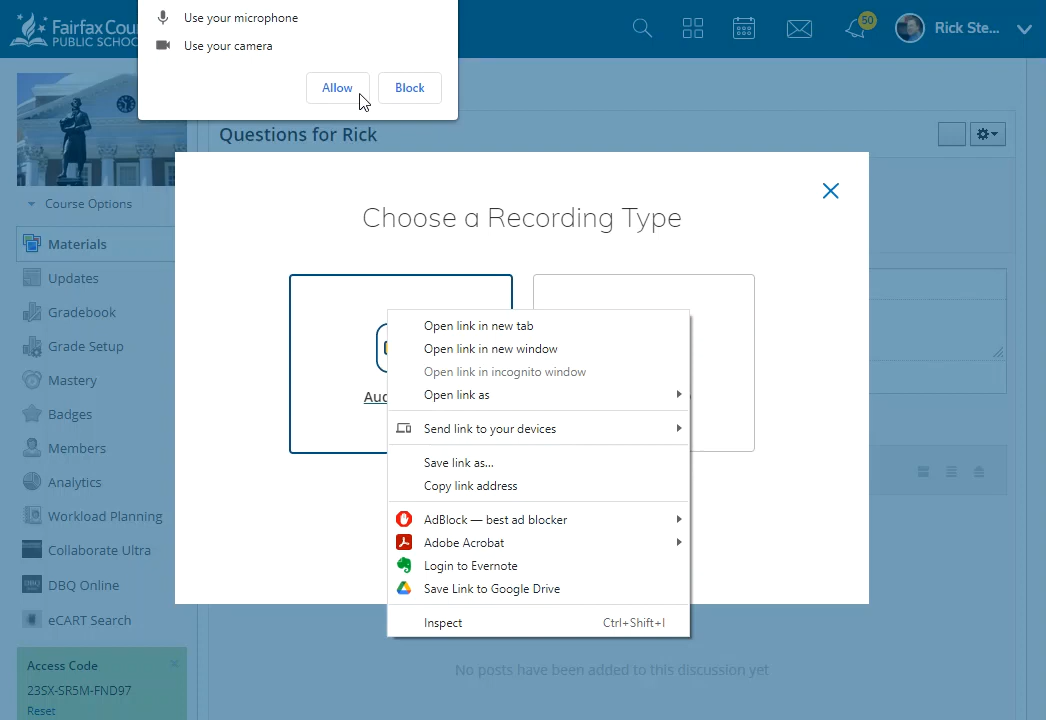 Use your microphone
Use your camera
Allow
Block
Fairfax Cou
PUBLIC SCHOO
50
Rick Ste...
Questions for Rick
Course Options
Materials
Updates
Gradebook
Grade Setup
Mastery
Badges
Members
Analytics
Workload Planning
Collaborate Ultra
DBQ
DBQ Online
eCART Search
Access Code
23SX-SR5M-FND97
Reset
Choose a Recording Type
Aud
Open link in new tab
Open link in new window
Open link in incognito window
Open link as
Send link to your devices
Save link as...
Copy link address
AdBlock — best ad blocker
Adobe Acrobat
Login to Evernote
Save Link to Google Drive
Inspect Ctrl+Shift+I
No posts have been added to this discussion yet